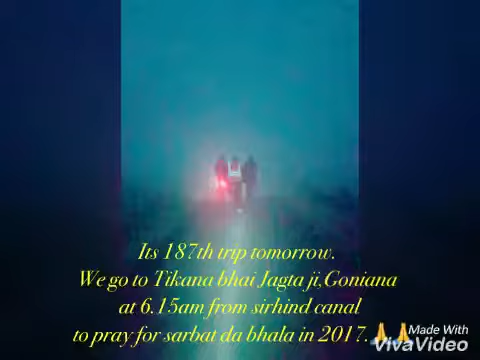 Its 187th trip tomorrow.
We go to Tikana bhai Jagta ji,Goniana
at 6.15am from sirhind canal
to pray for sarbat da bhala in 2017.🙏🙏
Made With
VivaVideo